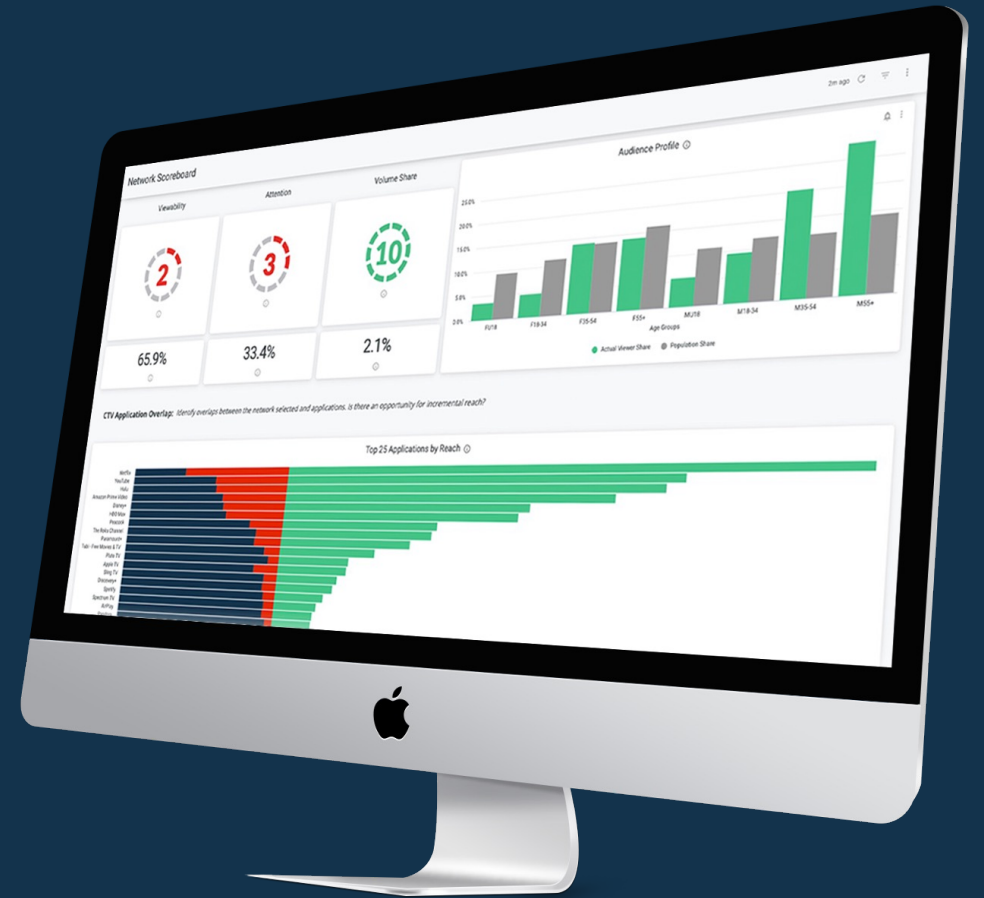 2m ago
Network Scoreboard
Viewability
Attention
Volume Share
2
3
10
65.9%
33.4%
2.1%
Audience Profile
25.0%
20.0%
15.0%
10.0%
5.0%
0.0%
FU18
F18-34
F35-54
F55+
MU18
M18-34
M35-54
M55+
Age Groups
Actual Viewer Share
Population Share
CTV Application Overlap: Identify overlaps between the network selected and applications. Is there an opportunity for incremental reach?
Top 25 Applications by Reach
Netflix
YouTube
Hulu
Amazon Prime Video
Disney+
HBO Max
Peacock
The Roku Channel
Paramount+
Tubi - Free Movies & TV
Pluto TV
Apple TV
Sling TV
Discovery+
Spotify
Spectrum TV
AirPlay